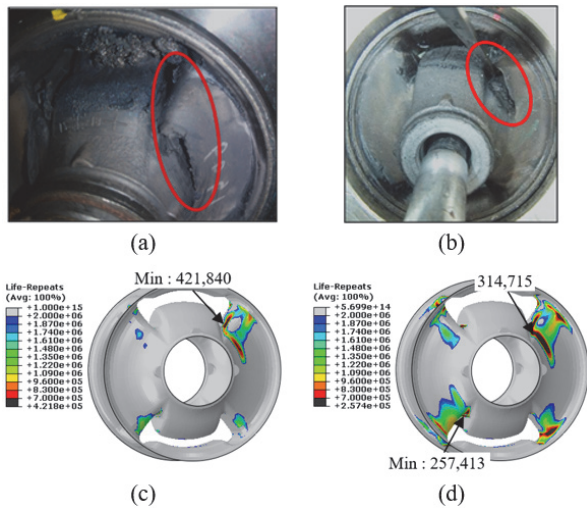 (a)
(b)
Life-Repeats
(Avg: 100%)
+1.000e+15
+2.000e+06
+1.870e+06
+1.740e+06
+1.610e+06
+1.480e+06
+1.350e+06
+1.220e+06
+1.090e+06
+9.600e+05
+8.300e+05
+7.000e+05
+4.218e+05
Min : 421,840
(c)
Life-Repeats
(Avg: 100%)
+5.699e+14
+2.000e+06
+1.870e+06
+1.740e+06
+1.610e+06
+1.480e+06
+1.350e+06
+1.220e+06
+1.090e+06
+9.600e+05
+8.300e+05
+7.000e+05
+2.574e+05
314,715
Min : 257,413
(d)